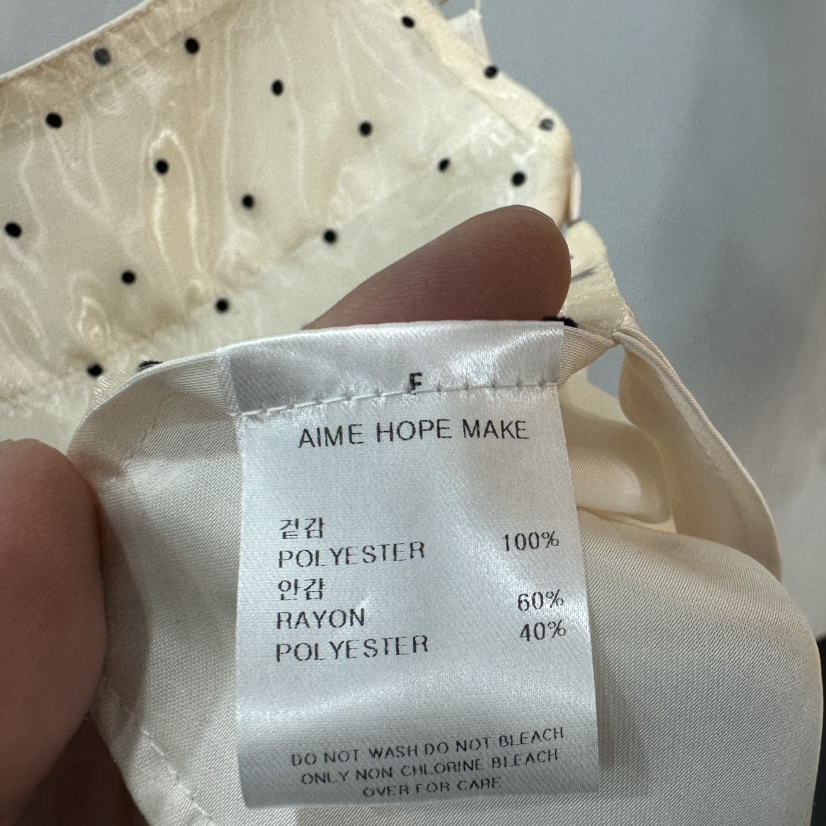 F
AIME HOPE MAKE
겉감
POLYESTER 100%
안감
RAYON 60%
POLYESTER 40%
DO NOT WASH DO NOT BLEACH
ONLY NON CHLORINE BLEACH
OVER FOR CARE